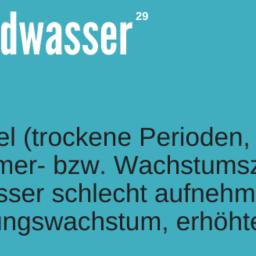 dwasser 29
el (trockene Perioden,
mer- bzw. Wachstumsz
sser schlecht aufnehm
ungswachstum, erhöhte